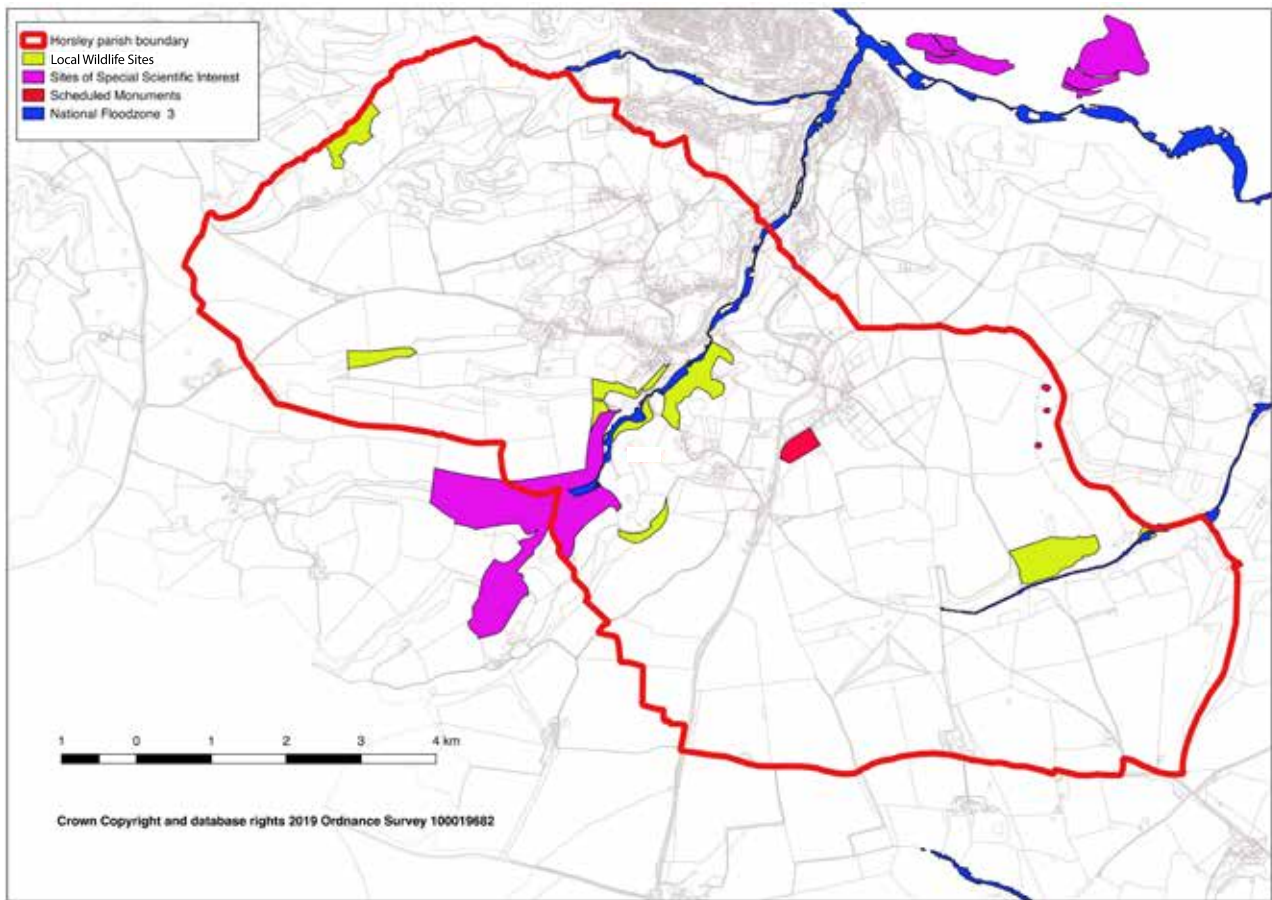 Horsley parish boundary
Local Wildlife Sites
Sites of Special Scientific Interest
Scheduled Monuments
National Floodzone 3
1 0 1 2 3 4 km
Crown Copyright and database rights 2019 Ordnance Survey 100019682